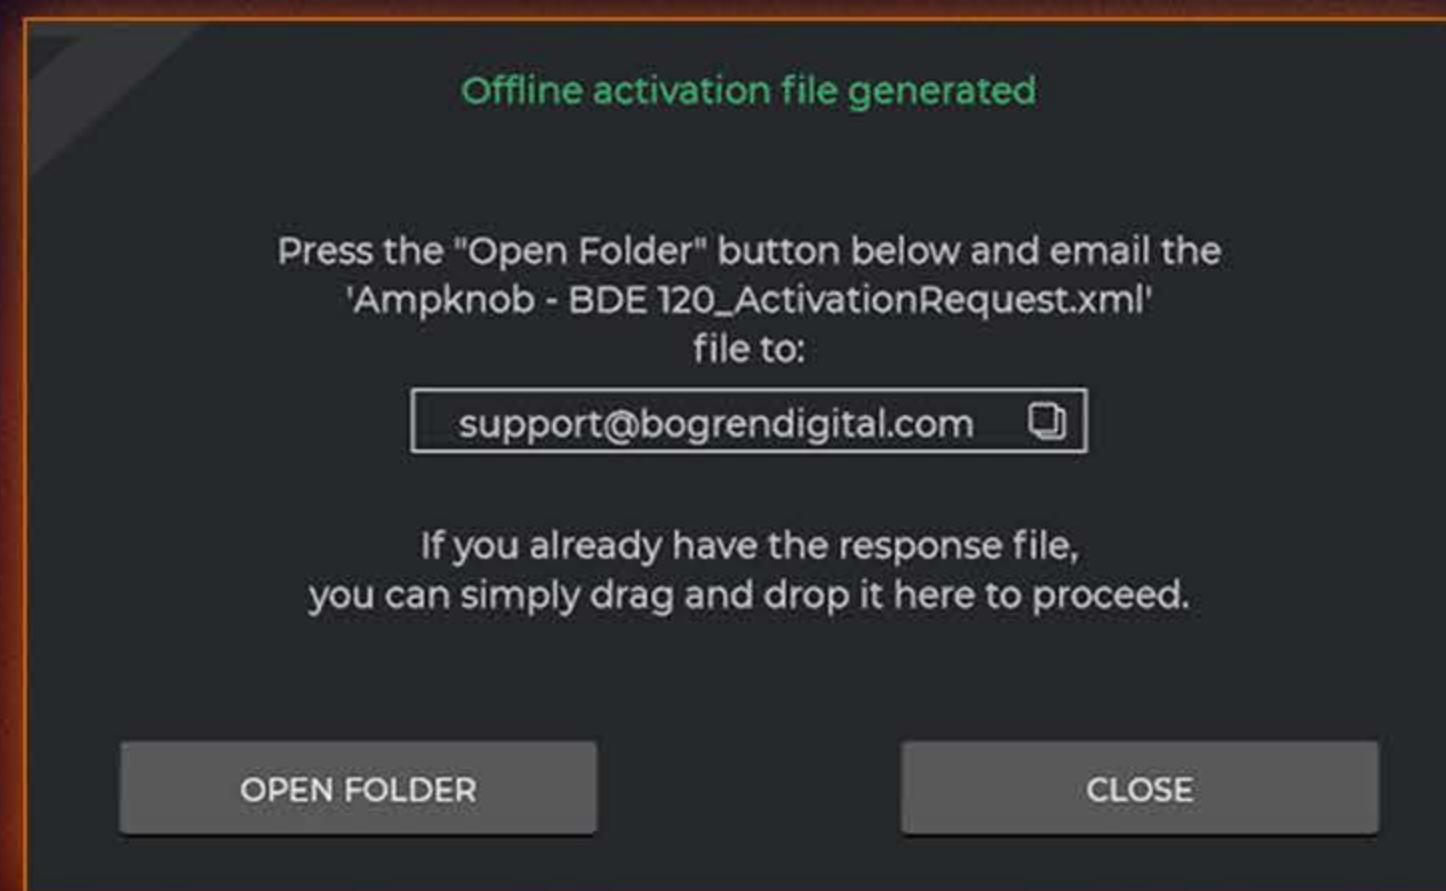 Offline activation file generated
Press the "Open Folder" button below and email the
'Ampknob - BDE 120_ActivationRequest.xml'
file to:
support@bogrendigital.com
If you already have the response file,
you can simply drag and drop it here to proceed.
OPEN FOLDER
CLOSE